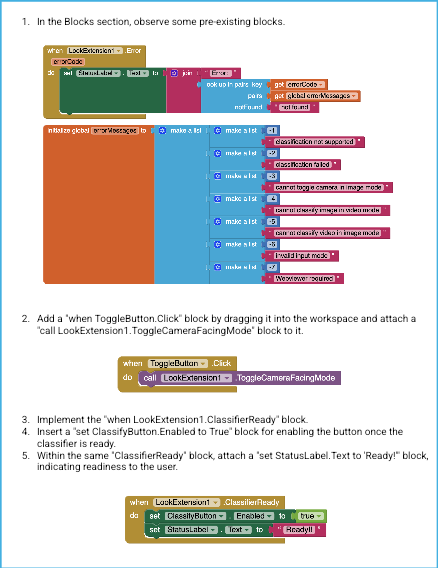 1. In the Blocks section, observe some pre-existing blocks.
when LookExtension1 .Error
errorCode
do set StatusLabel . Text to join " Error: "
look up in pairs key get errorCode
pairs get global errorMessages
notFound " not found "
initialize global errorMessages to make a list make a list -1
" classification not supported "
make a list -2
" classification failed "
make a list -3
" cannot toggle camera in image mode "
make a list -4
" cannot classify image in video mode "
make a list -5
" cannot classify video in image mode "
make a list -6
" invalid input mode "
make a list -7
" Webviewer required "
2. Add a "when ToggleButton.Click" block by dragging it into the workspace and attach a
"call LookExtension1.ToggleCameraFacingMode" block to it.
when ToggleButton .Click
do call LookExtension1 .ToggleCameraFacingMode
3. Implement the "when LookExtension1.ClassifierReady" block.
4. Insert a "set ClassifyButton.Enabled to True" block for enabling the button once the
classifier is ready.
5. Within the same "ClassifierReady" block, attach a "set StatusLabel.Text to 'Ready!'" block,
indicating readiness to the user.
when LookExtension1 .ClassifierReady
do set ClassifyButton . Enabled to true
set StatusLabel . Text to " Ready!! "